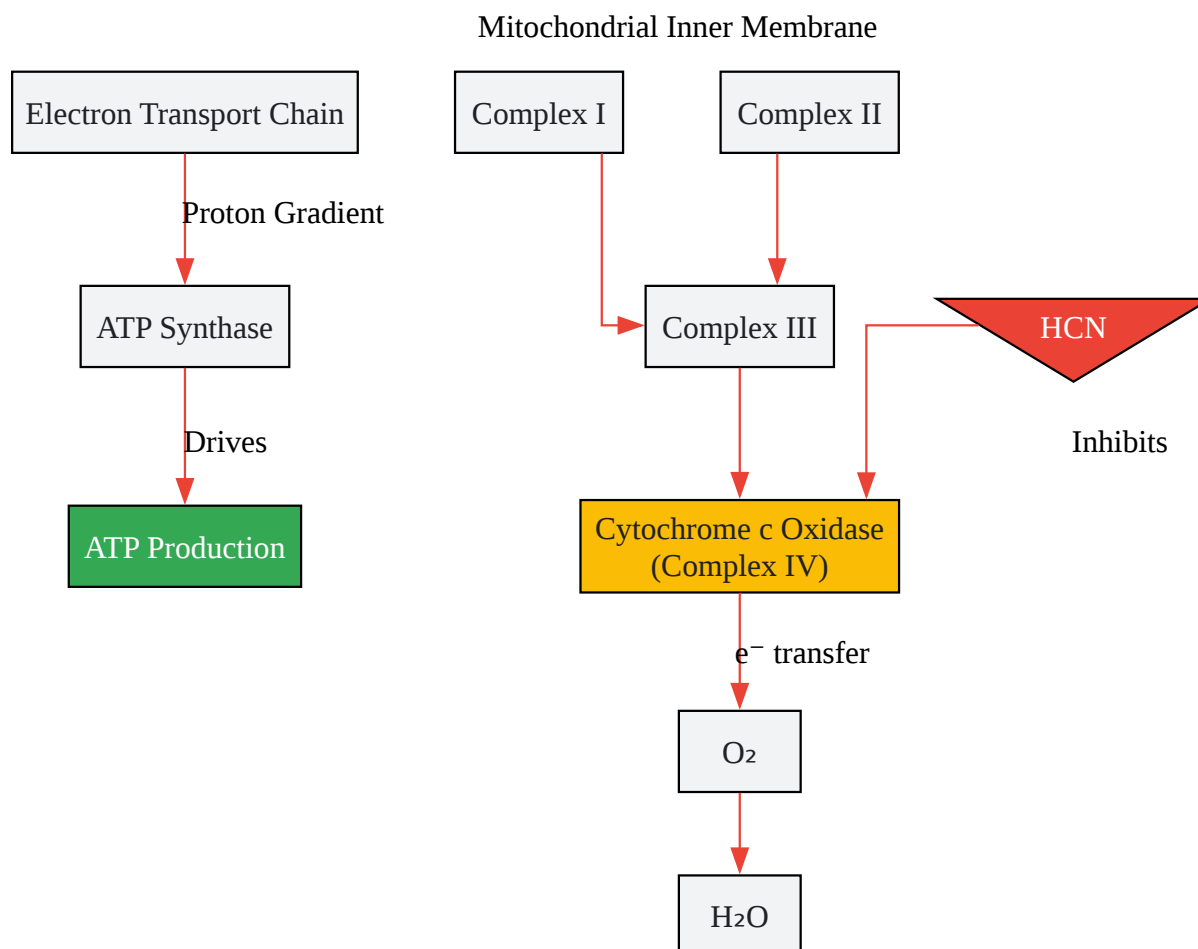 Mitochondrial Inner Membrane
Electron Transport Chain
Complex I
Complex II
Proton Gradient
ATP Synthase
Complex III
HCN
Drives
Inhibits
ATP Production
Cytochrome c Oxidase
(Complex IV)
e⁻ transfer
O₂
H₂O